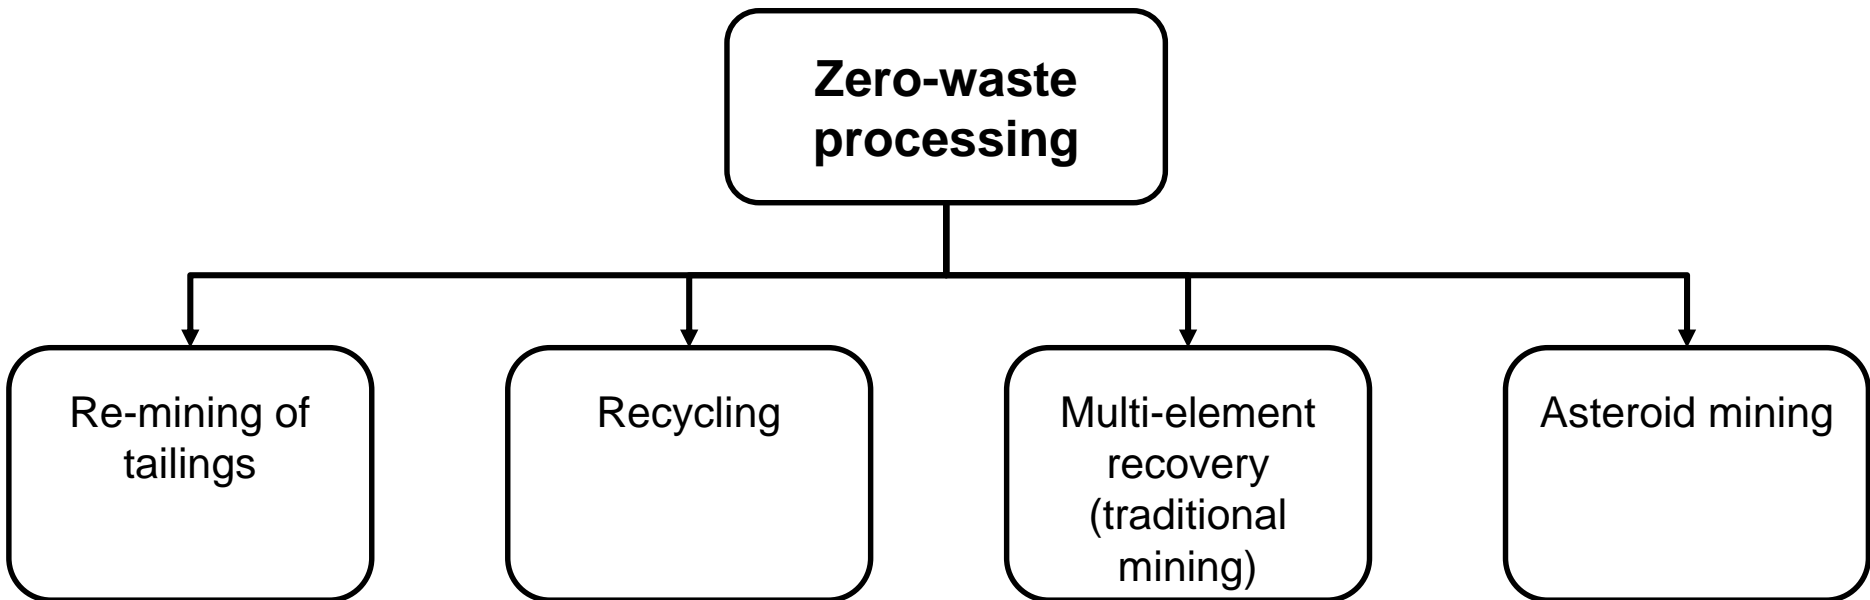 Zero-waste
processing
Re-mining of
tailings
Recycling
Multi-element
recovery
(traditional
mining)
Asteroid mining